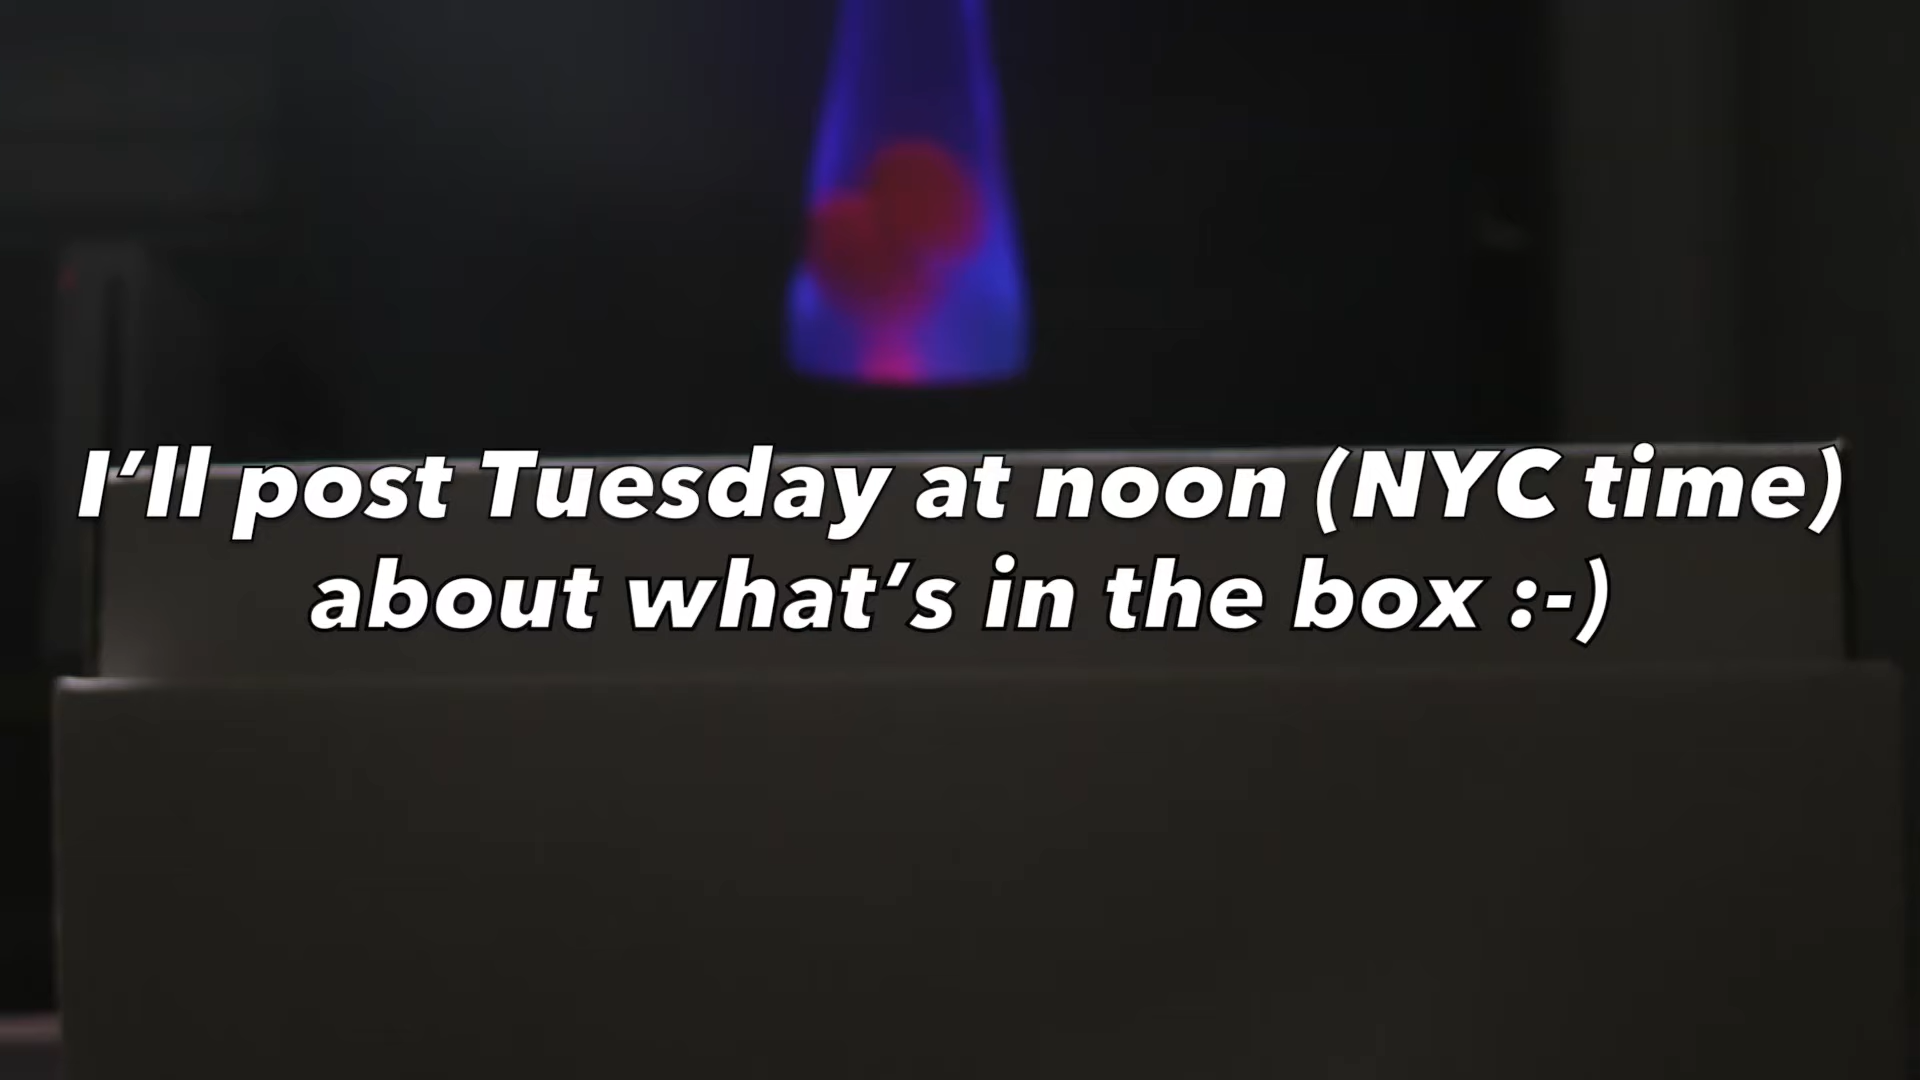 I’ll post Tuesday at noon (NYC time)
about what’s in the box :-)